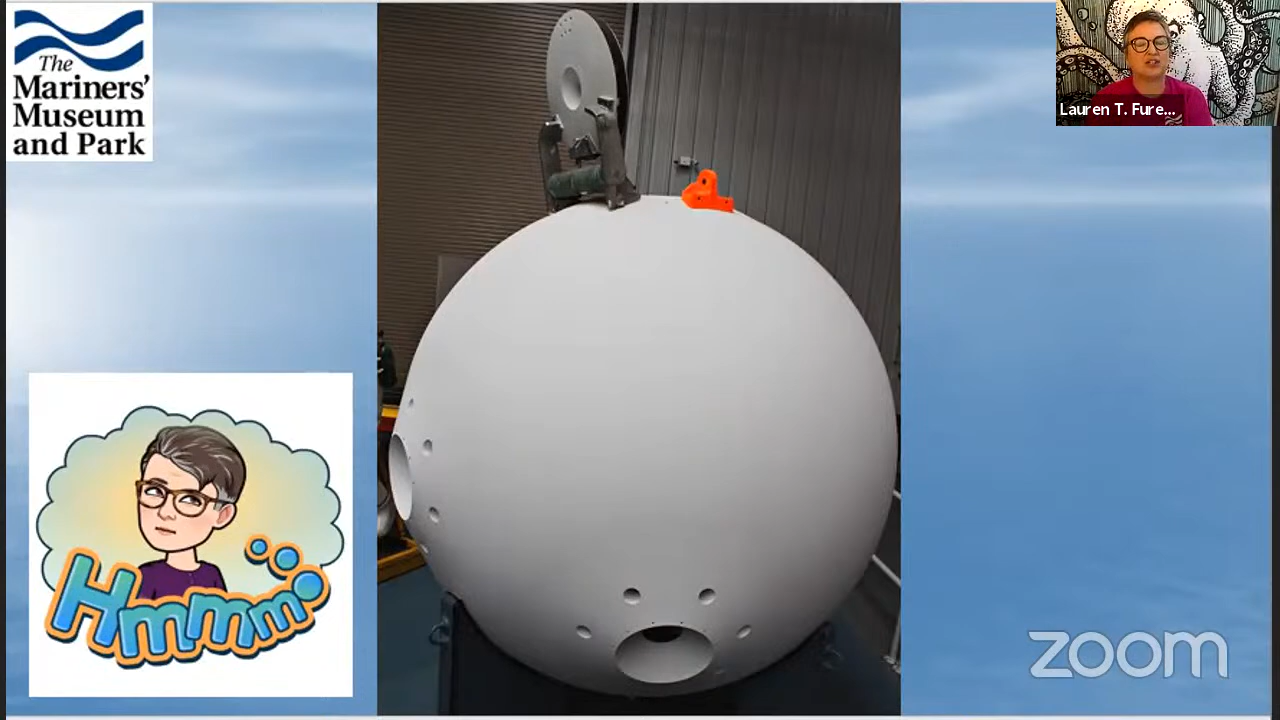 The
Mariners'
Museum
and Park
Lauren T. Fure...
Hmmm
zoom